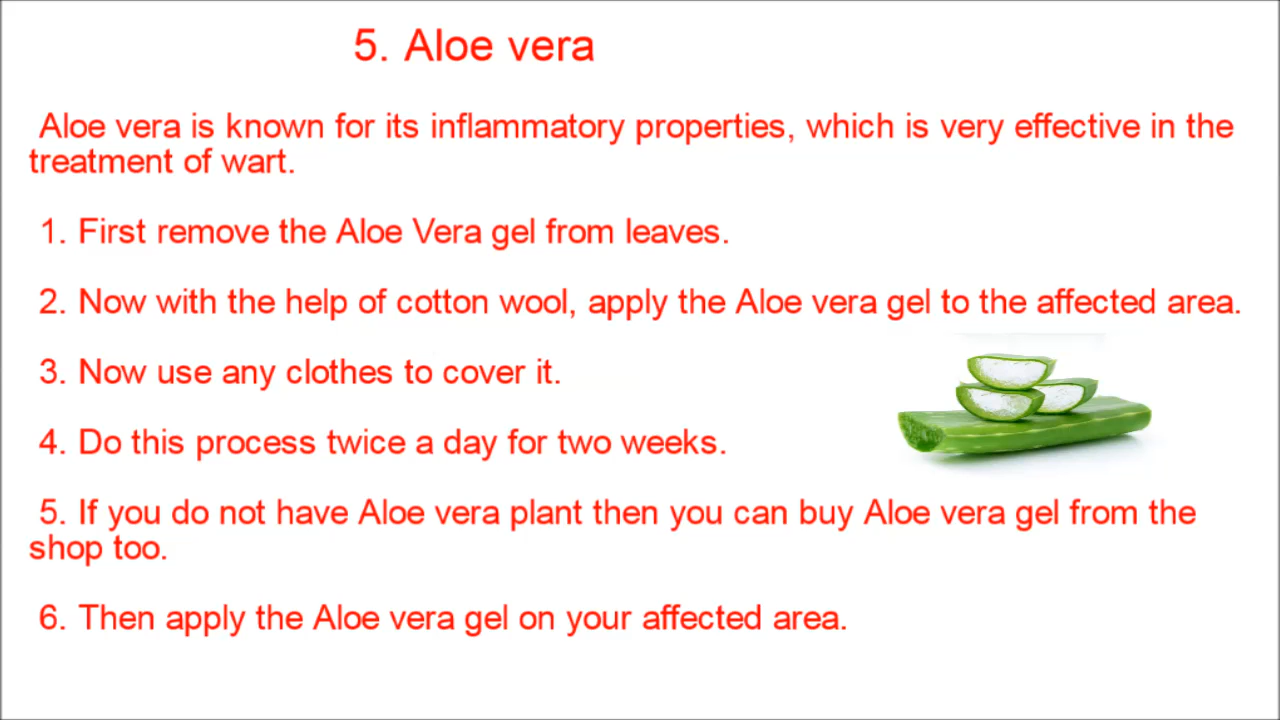 5. Aloe vera
Aloe vera is known for its inflammatory properties, which is very effective in the
treatment of wart.
1. First remove the Aloe Vera gel from leaves.
2. Now with the help of cotton wool, apply the Aloe vera gel to the affected area.
3. Now use any clothes to cover it.
4. Do this process twice a day for two weeks.
5. If you do not have Aloe vera plant then you can buy Aloe vera gel from the
shop too.
6. Then apply the Aloe vera gel on your affected area.